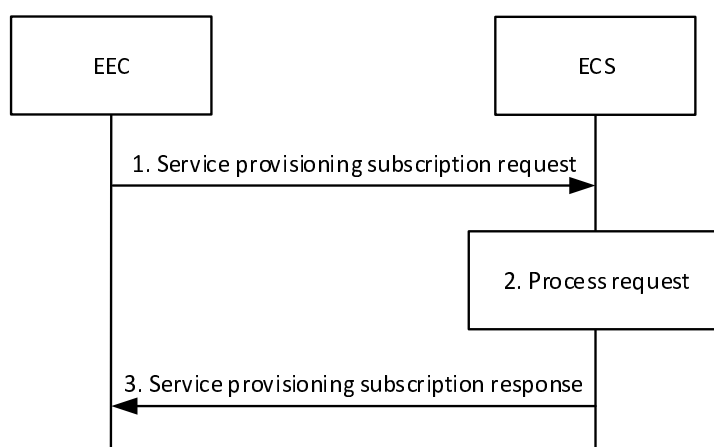 EEC
ECS
1. Service provisioning subscription request
2. Process request
3. Service provisioning subscription response